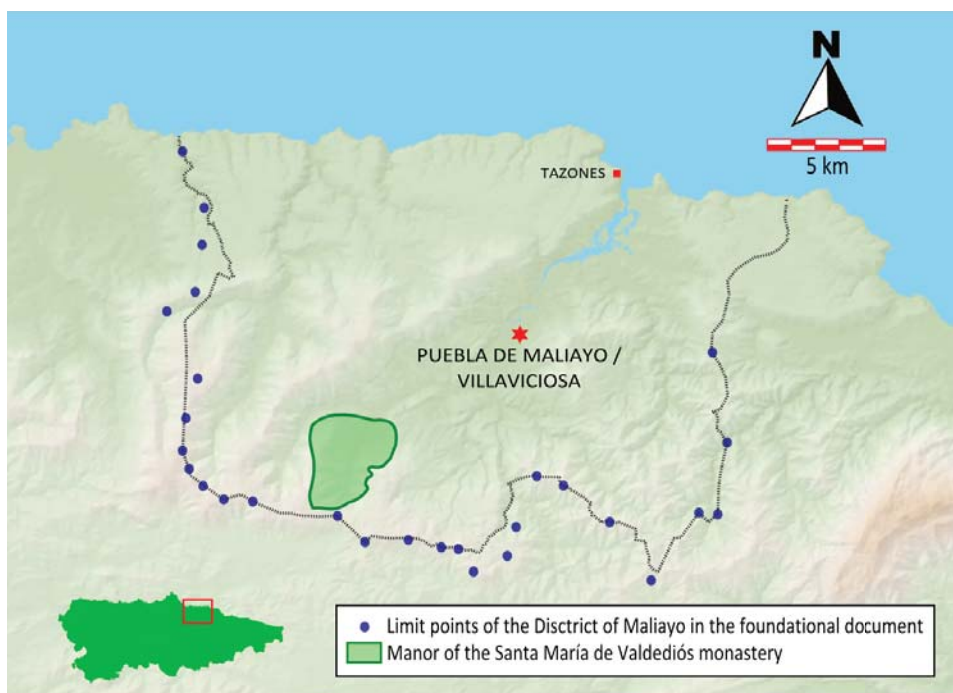 N
5 km
TAZONES
PUEBLA DE MALIAYO /
VILLAVICIOSA
Limit points of the Disctrict of Maliayo in the foundational document
Manor of the Santa María de Valdediós monastery